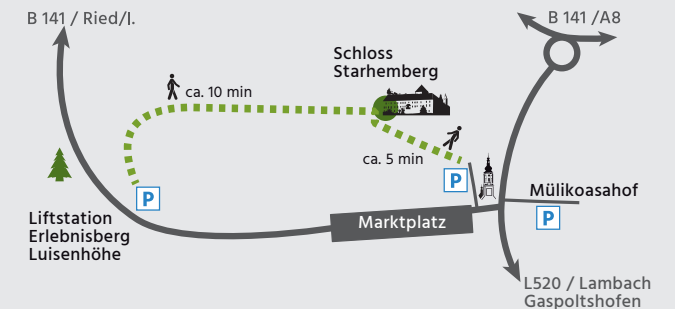 B 141 / Ried/I.
B 141 /A8
Schloss
Starhemberg
ca. 10 min
ca. 5 min
P
P
Mülikoasahof
P
Marktplatz
Liftstation
Erlebnisberg
Luisenhöhe
L520 / Lambach
Gaspoltshofen